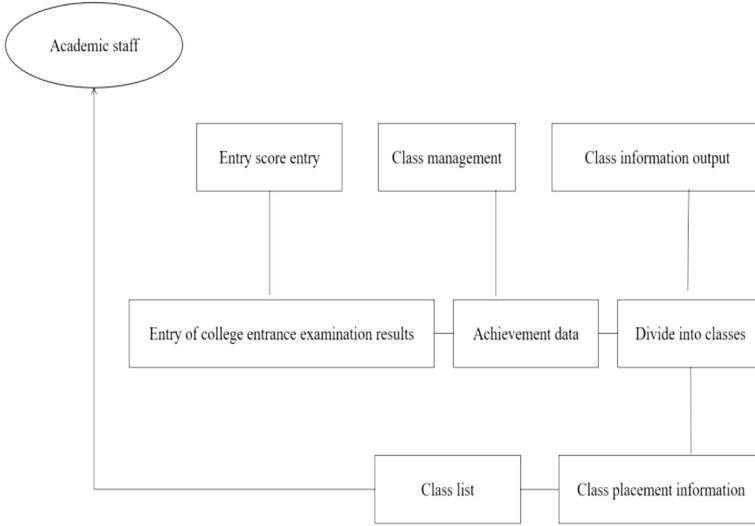 Academic staff
Entry score entry
Class management
Class information output
Entry of college entrance examination results
Achievement data
Divide into classes
Class list
Class placement information